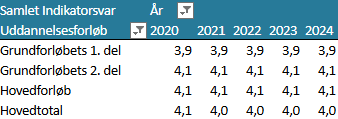 Samlet Indikatorsvar År
Uddannelsesforløb 2020 2021 2022 2023 2024
Grundforløbets 1. del 3,9 3,9 3,9 3,9 3,9
Grundforløbets 2. del 4,1 4,1 4,1 4,1 4,1
Hovedforløb 4,1 4,1 4,1 4,1 4,1
Hovedtotal 4,1 4,0 4,0 4,0 4,0